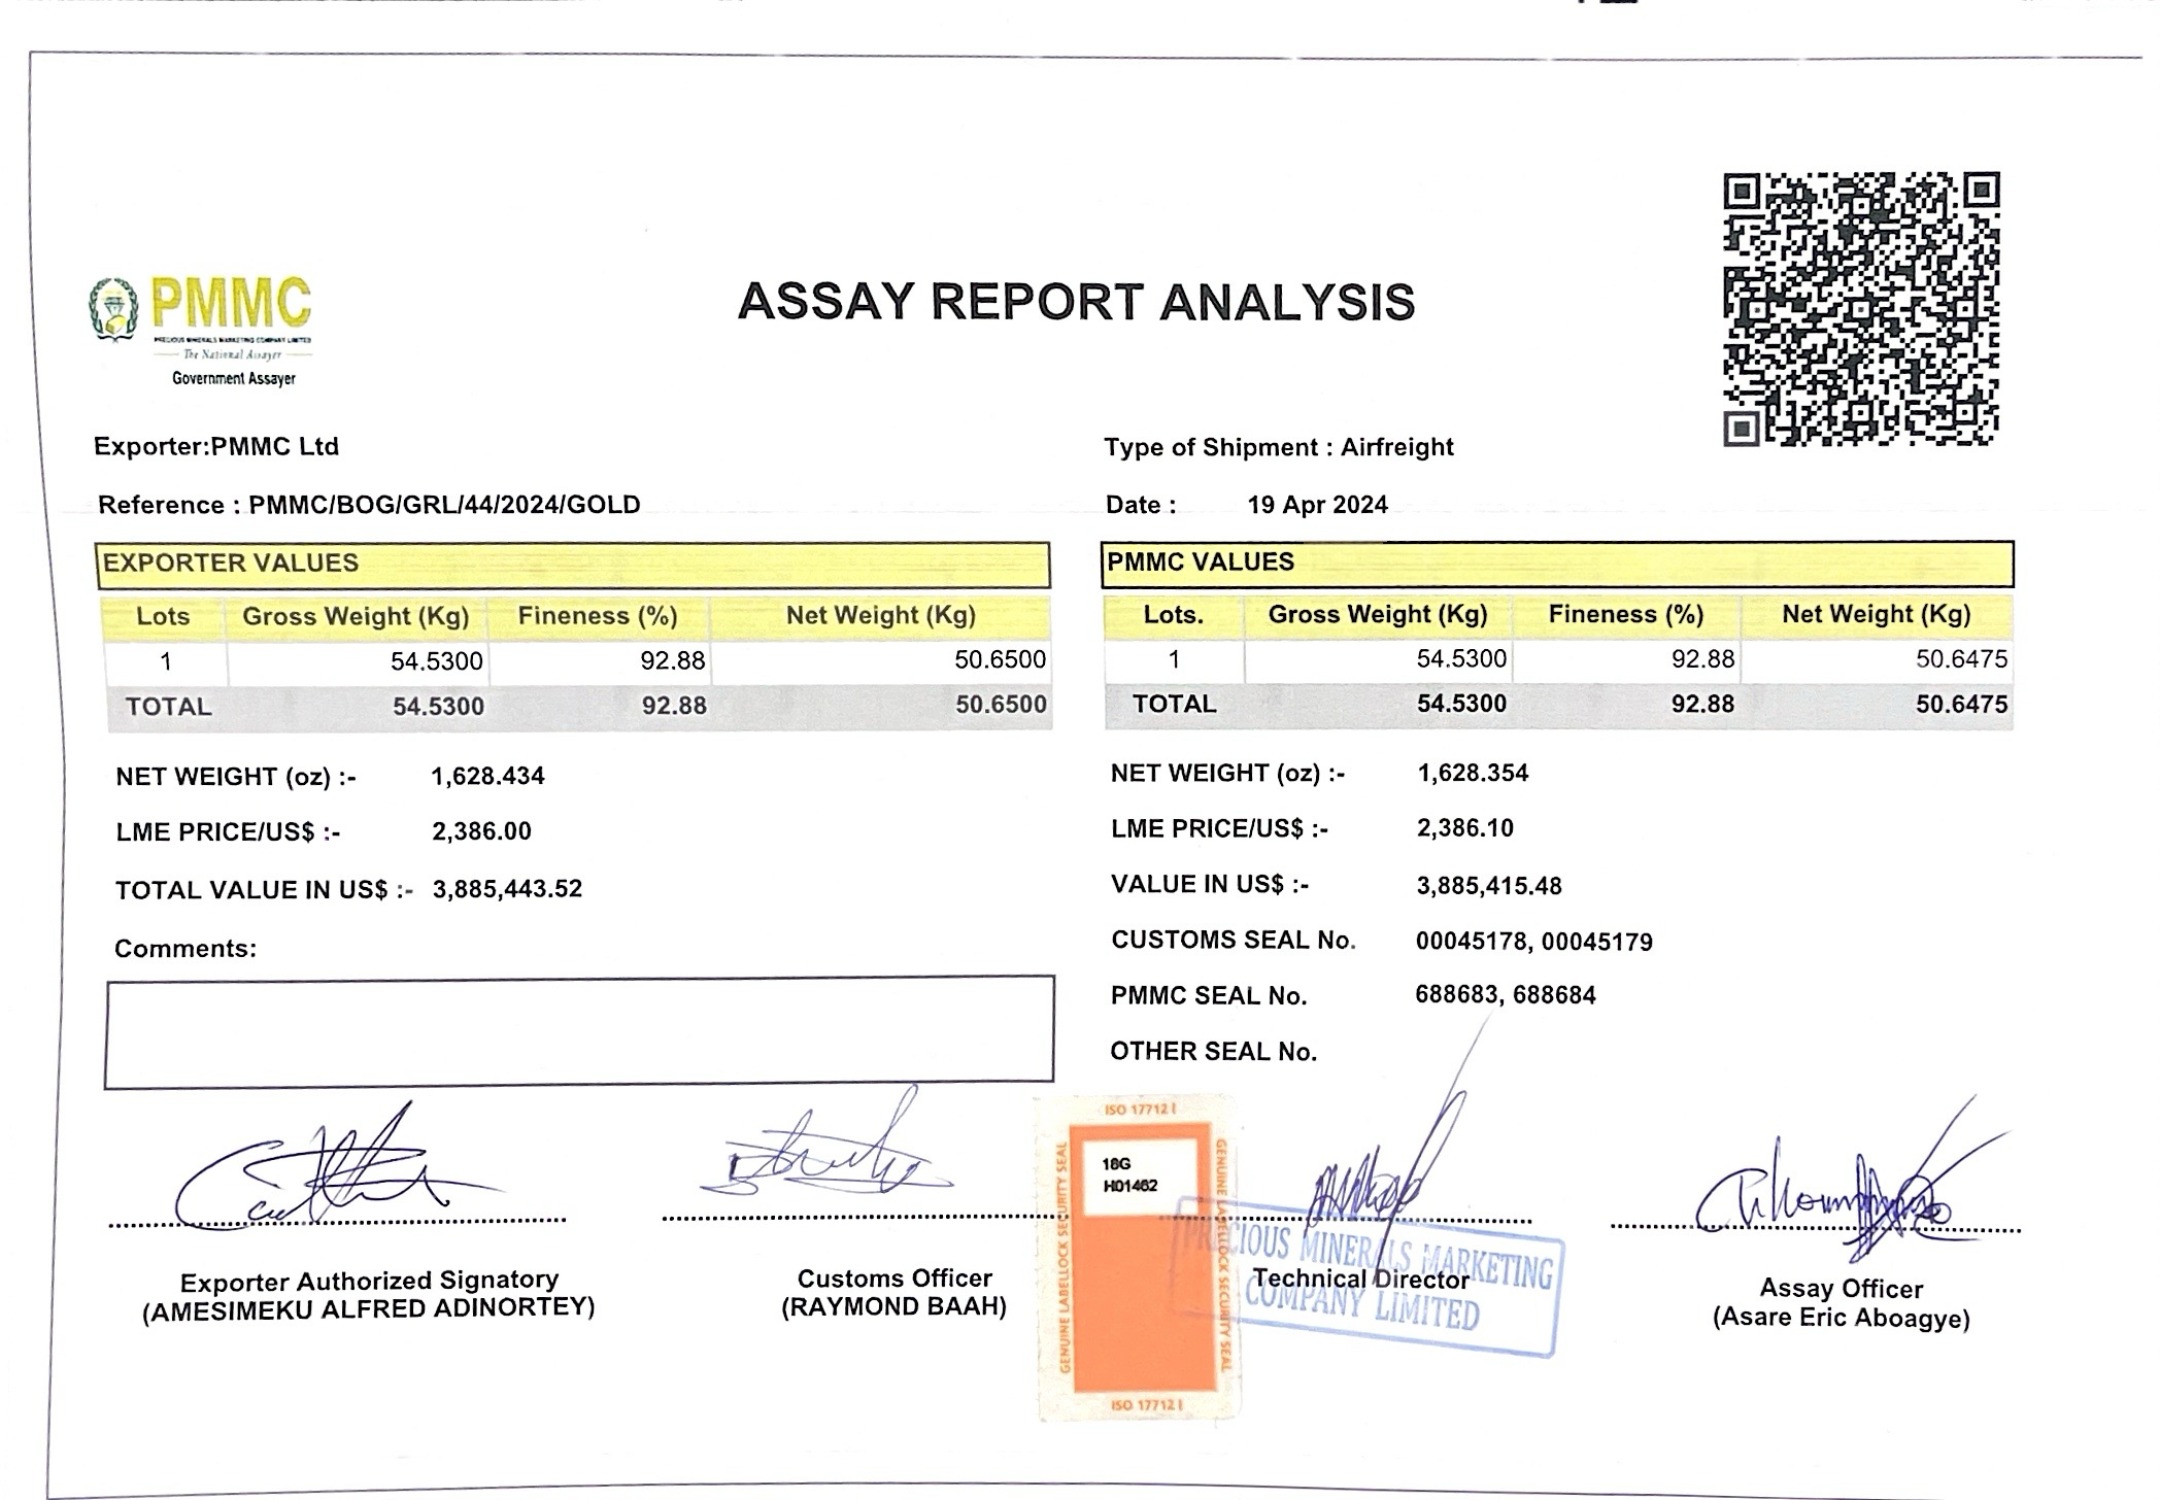 PMMC
PRECIOUS MINERALS MARKETING COMPANY LIMITED
The National Assayer
Government Assayer
ASSAY REPORT ANALYSIS
Exporter:PMMC Ltd
Type of Shipment : Airfreight
Reference : PMMC/BOG/GRL/44/2024/GOLD
Date : 19 Apr 2024
EXPORTER VALUES
Lots Gross Weight (Kg) Fineness (%) Net Weight (Kg)
1 54.5300 92.88 50.6500
TOTAL 54.5300 92.88 50.6500
NET WEIGHT (oz) :- 1,628.434
LME PRICE/US$ :- 2,386.00
TOTAL VALUE IN US$ :- 3,885,443.52
Comments:
PMMC VALUES
Lots. Gross Weight (Kg) Fineness (%) Net Weight (Kg)
1 54.5300 92.88 50.6475
TOTAL 54.5300 92.88 50.6475
NET WEIGHT (oz) :- 1,628.354
LME PRICE/US$ :- 2,386.10
VALUE IN US$ :- 3,885,415.48
CUSTOMS SEAL No. 00045178, 00045179
PMMC SEAL No. 688683, 688684
OTHER SEAL No.
Exporter Authorized Signatory
(AMESIMEKU ALFRED ADINORTEY)
Customs Officer
(RAYMOND BAAH)
ISO 17712
GENUINE LABELLOCK SECURITY SEAL
16G
H01462
GENUINE LABELLOCK SECURITY SEAL
ISO 17712
Technical Director
PRECIOUS MINERALS MARKETING
COMPANY LIMITED
Assay Officer
(Asare Eric Aboagye)